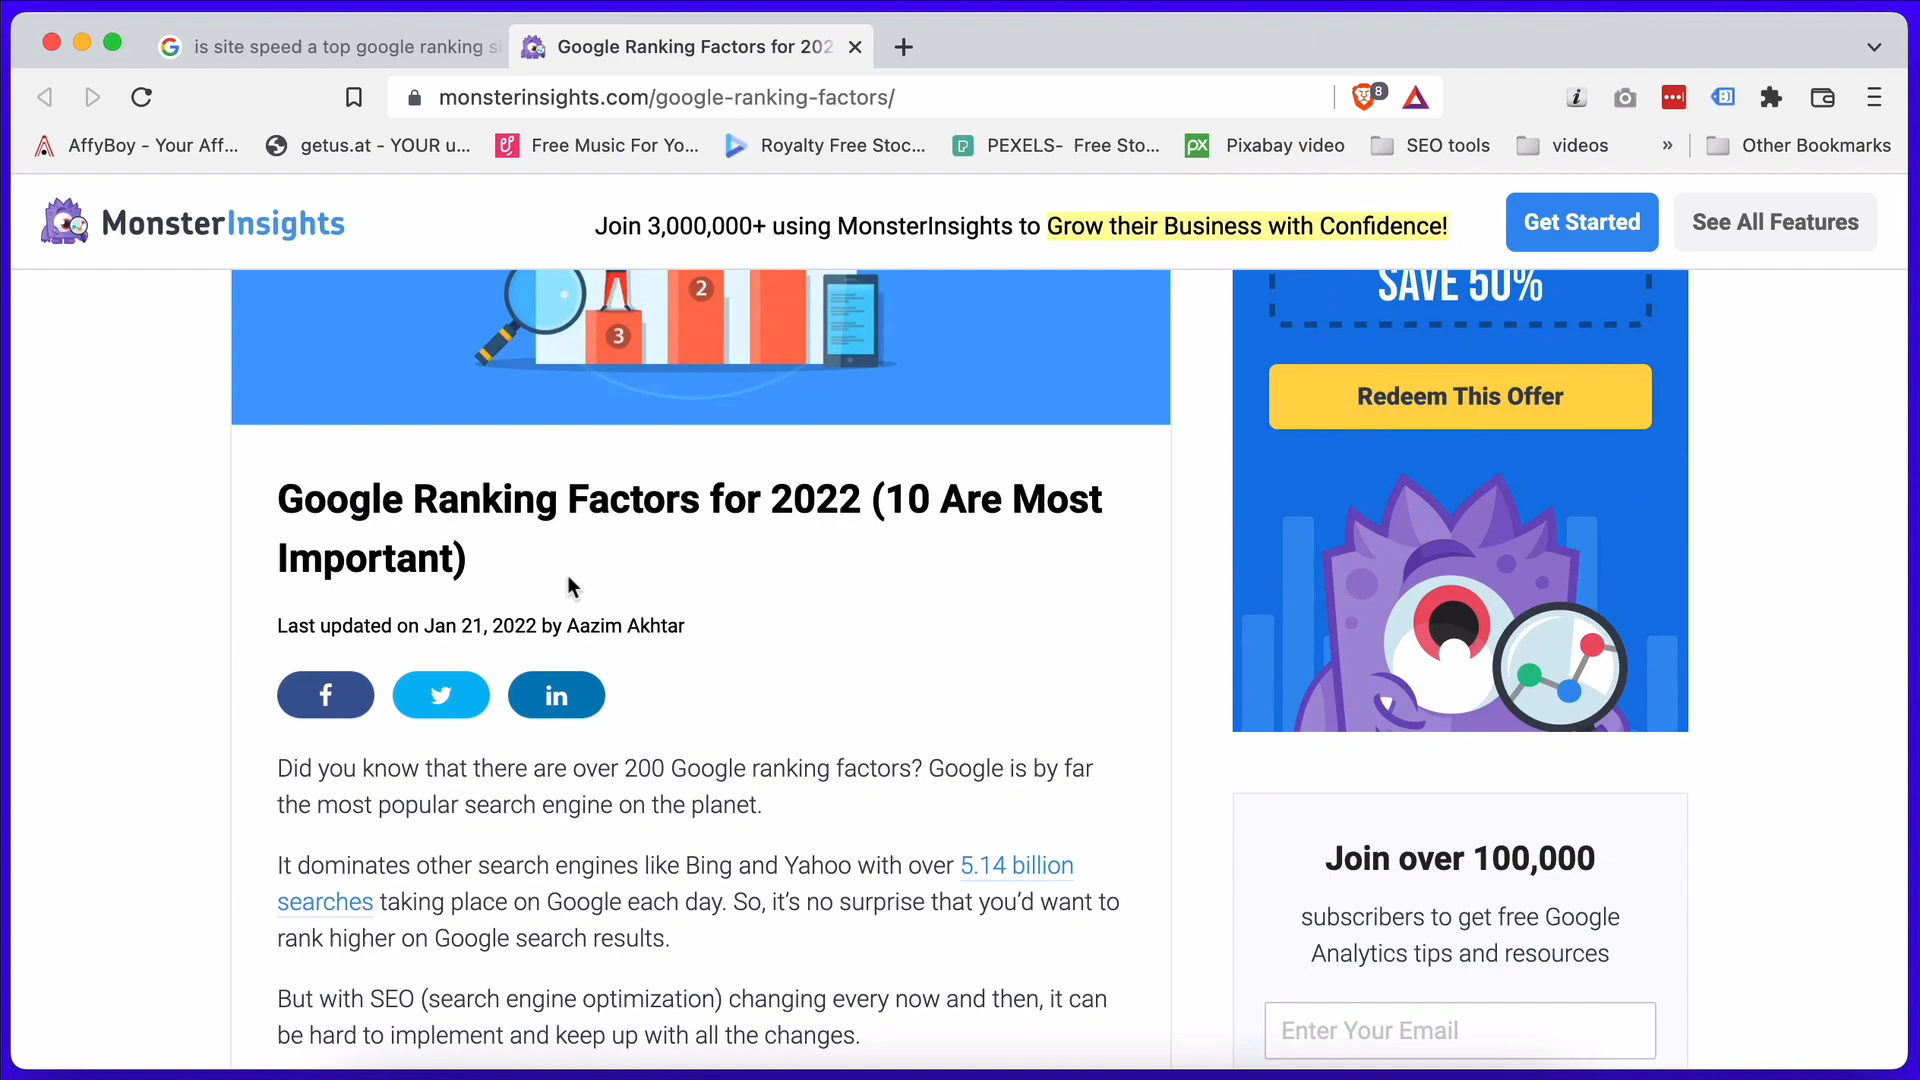 is site speed a top google ranking si
Google Ranking Factors for 202
monsterinsights.com/google-ranking-factors/
8
AffyBoy - Your Aff...
getus.at - YOUR u...
Free Music For Yo...
Royalty Free Stoc...
PEXELS- Free Sto...
px
Pixabay video
SEO tools
videos
»
Other Bookmarks
MonsterInsights
Join 3,000,000+ using MonsterInsights to Grow their Business with Confidence!
Get Started
See All Features
2
3
SAVE 50%
Redeem This Offer
Google Ranking Factors for 2022 (10 Are Most
Important)
Last updated on Jan 21, 2022 by Aazim Akhtar
f
in
Did you know that there are over 200 Google ranking factors? Google is by far
the most popular search engine on the planet.
It dominates other search engines like Bing and Yahoo with over 5.14 billion
searches taking place on Google each day. So, it's no surprise that you'd want to
rank higher on Google search results.
But with SEO (search engine optimization) changing every now and then, it can
be hard to implement and keep up with all the changes.
Join over 100,000
subscribers to get free Google
Analytics tips and resources
Enter Your Email